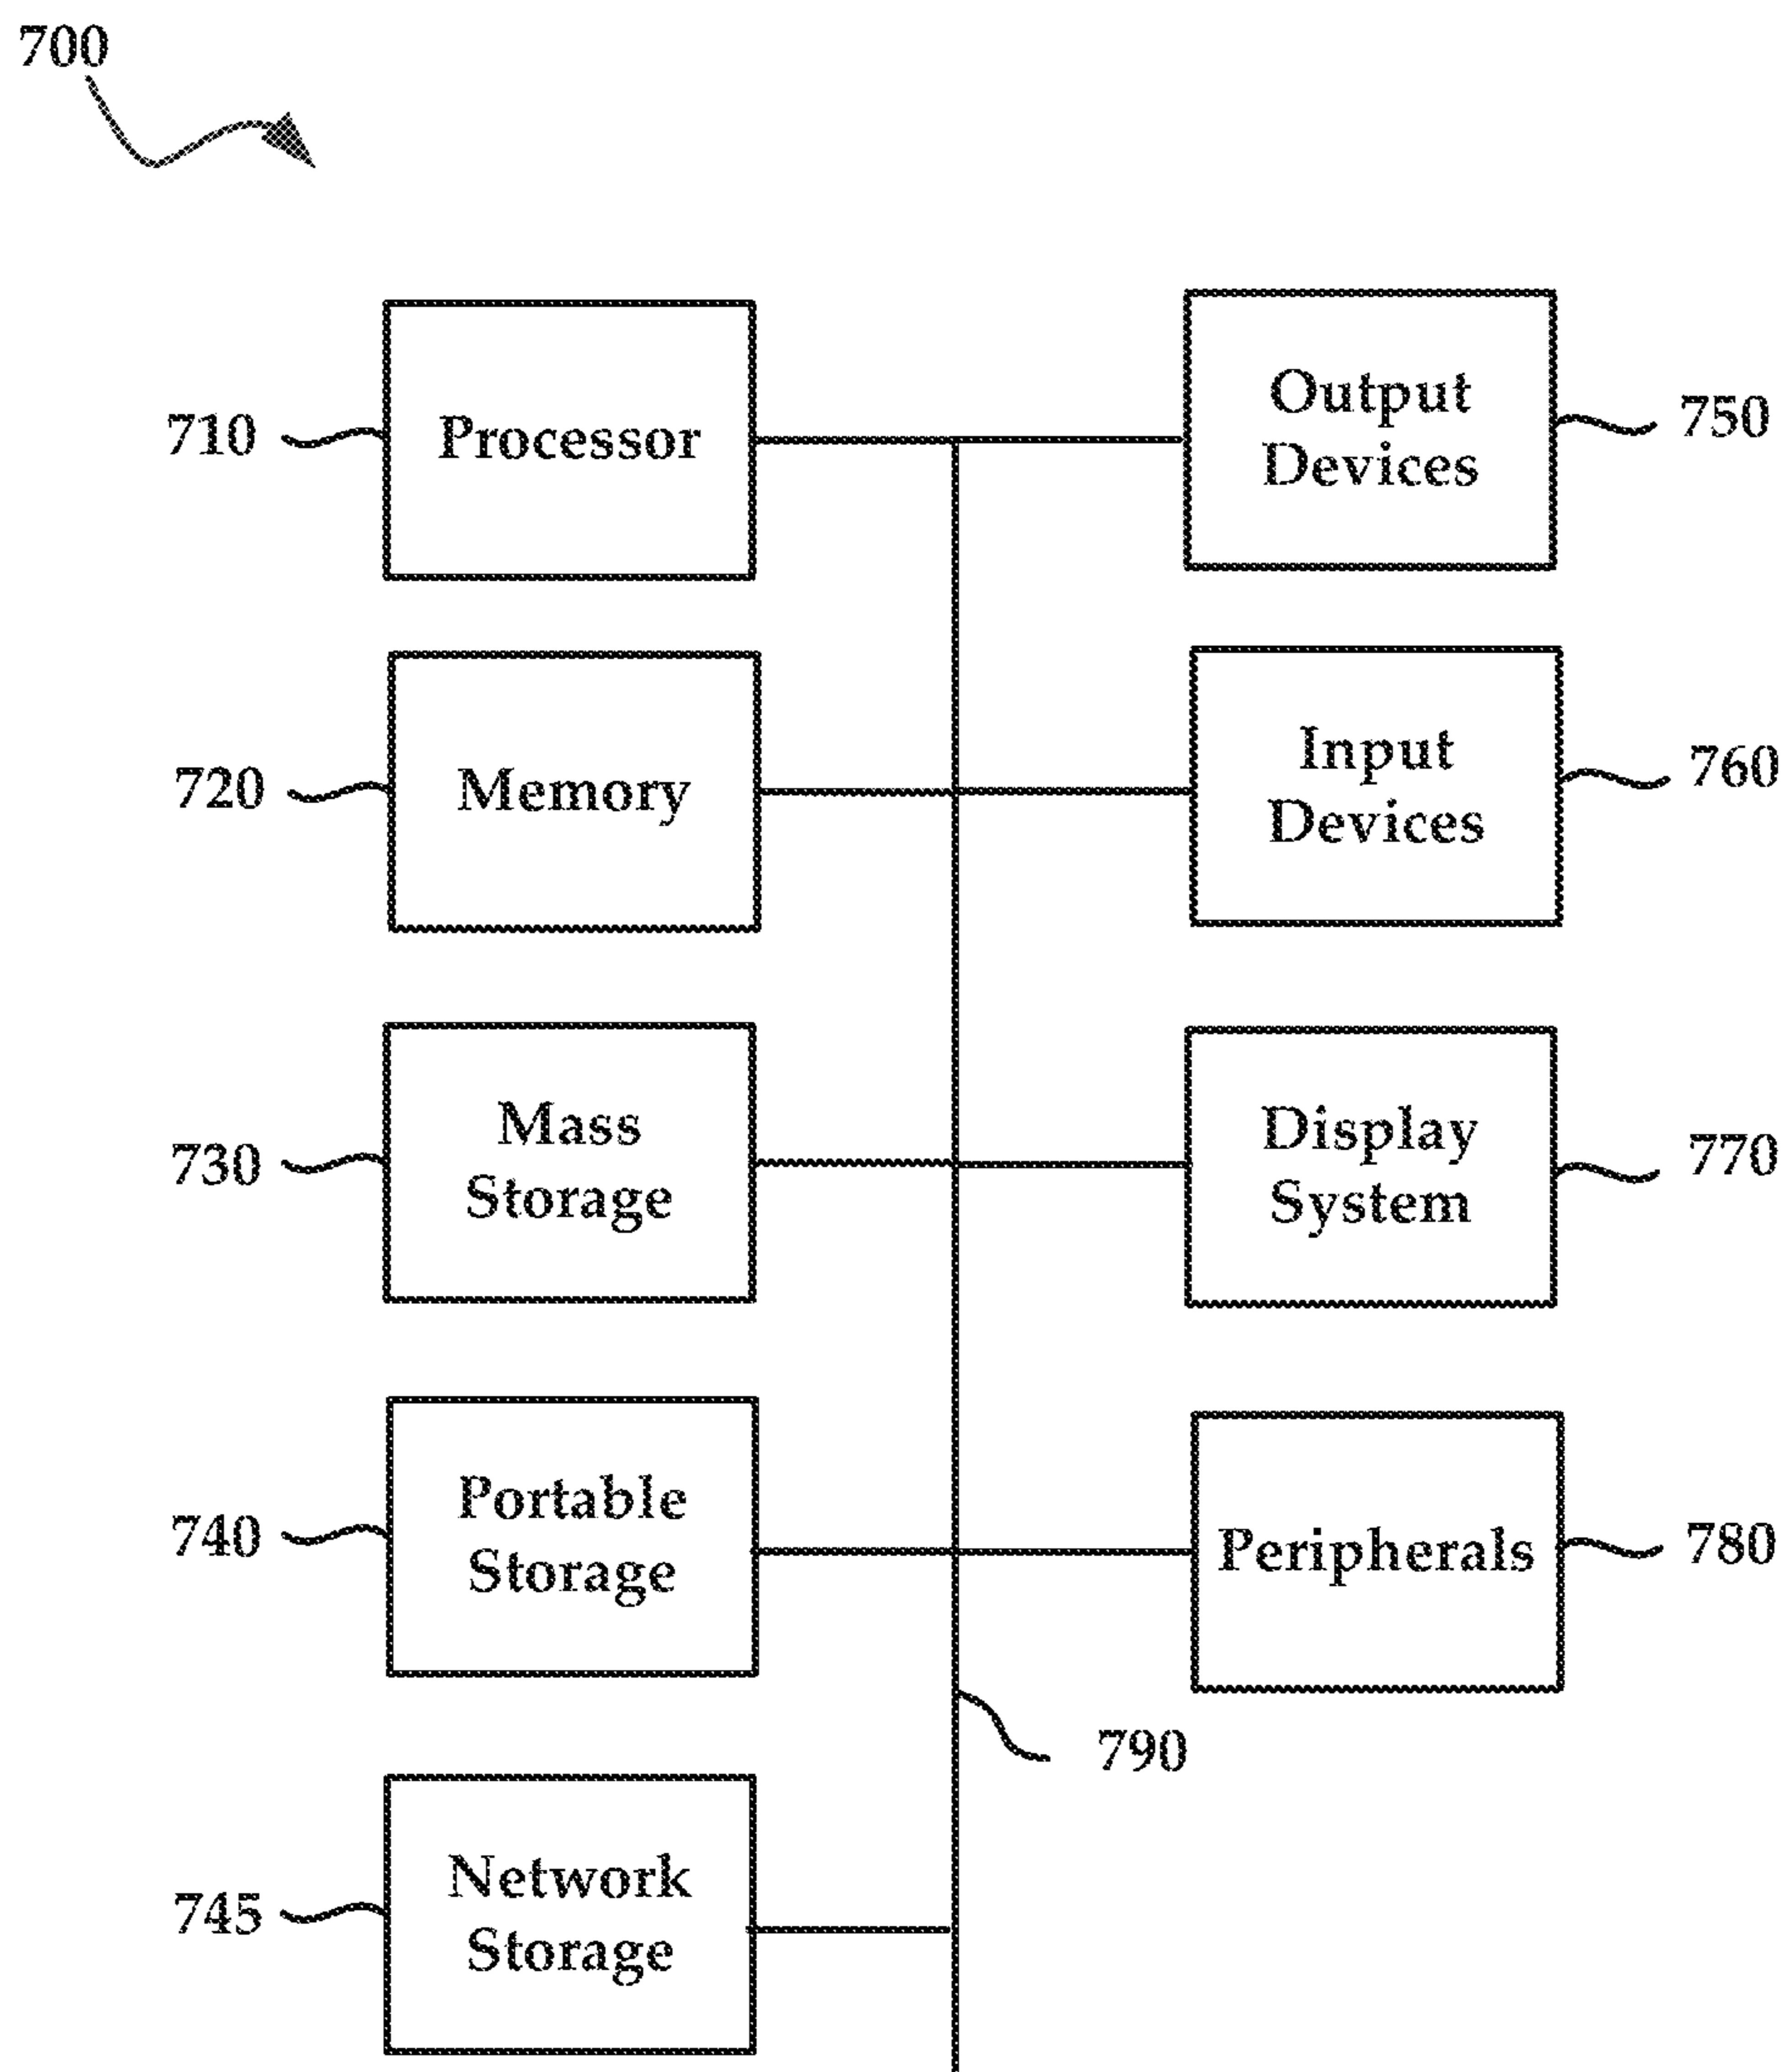 700
710
Processor
Output
Devices
750
720
Memory
Input
Devices
760
730
Mass
Storage
Display
System
770
740
Portable
Storage
Peripherals
780
790
745
Network
Storage